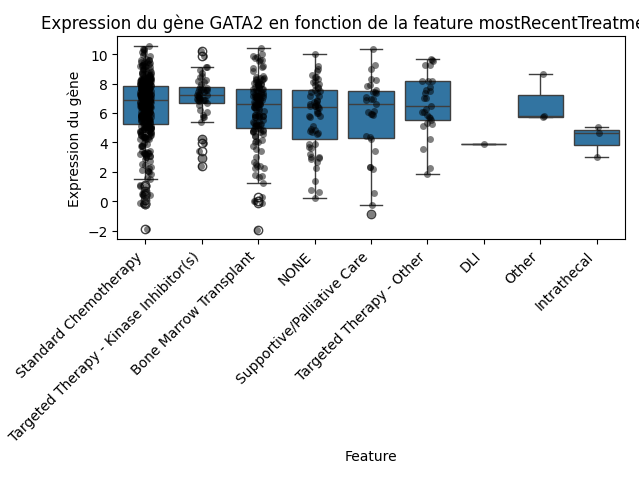 Expression du gène GATA2 en fonction de la feature mostRecentTreatme
Expression du gène
10
8
6
4
2
0
−2
Standard Chemotherapy
Targeted Therapy - Kinase Inhibitor(s)
Bone Marrow Transplant
NONE
Supportive/Palliative Care
Targeted Therapy - Other
DLI
Other
Intrathecal
Feature